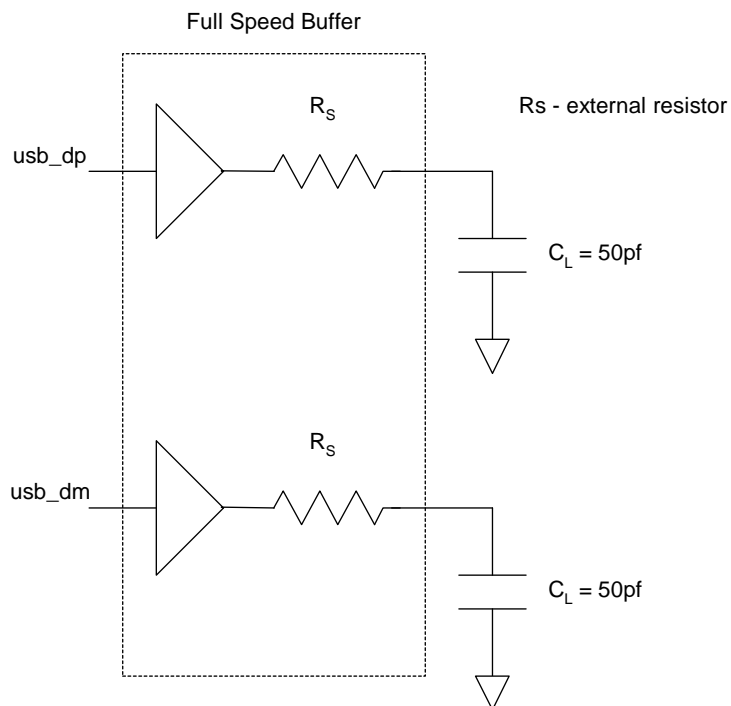 Full Speed Buffer
R_S
Rs - external resistor
usb_dp
C_L = 50pf
R_S
usb_dm
C_L = 50pf